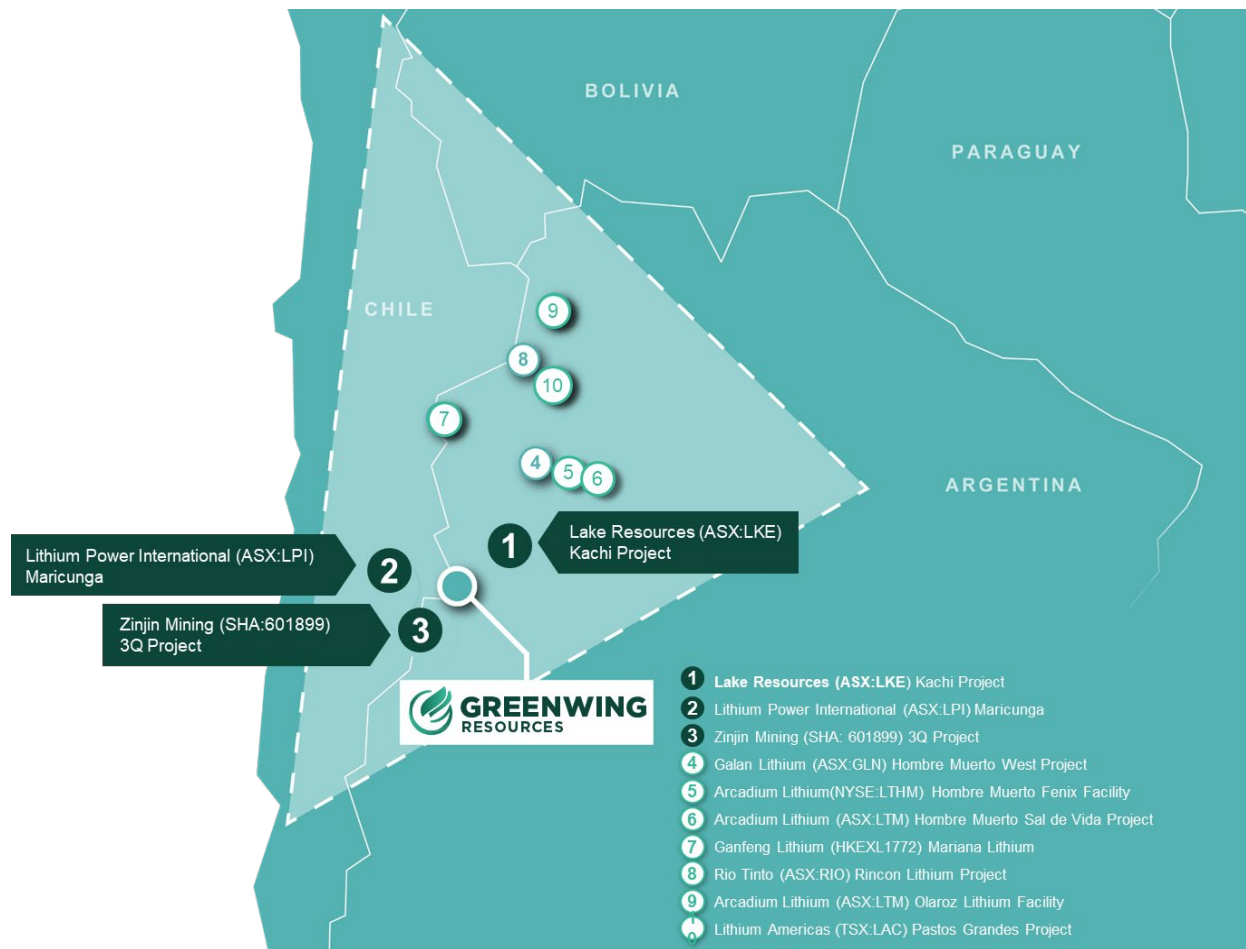 BOLIVIA
PARAGUAY
CHILE
ARGENTINA
9
8
10
7
4
5
6
1
Lake Resources (ASX:LKE)
Kachi Project
Lithium Power International (ASX:LPI)
Maricunga
2
Zinjin Mining (SHA:601899)
3Q Project
3
GREENWING
RESOURCES
1 Lake Resources (ASX:LKE) Kachi Project
2 Lithium Power International (ASX:LPI) Maricunga
3 Zinjin Mining (SHA: 601899) 3Q Project
4 Galan Lithium (ASX:GLN) Hombre Muerto West Project
5 Arcadium Lithium(NYSE:LTHM) Hombre Muerto Fenix Facility
6 Arcadium Lithium (ASX:LTM) Hombre Muerto Sal de Vida Project
7 Ganfeng Lithium (HKEXL1772) Mariana Lithium
8 Rio Tinto (ASX:RIO) Rincon Lithium Project
9 Arcadium Lithium (ASX:LTM) Olaroz Lithium Facility
10 Lithium Americas (TSX:LAC) Pastos Grandes Project